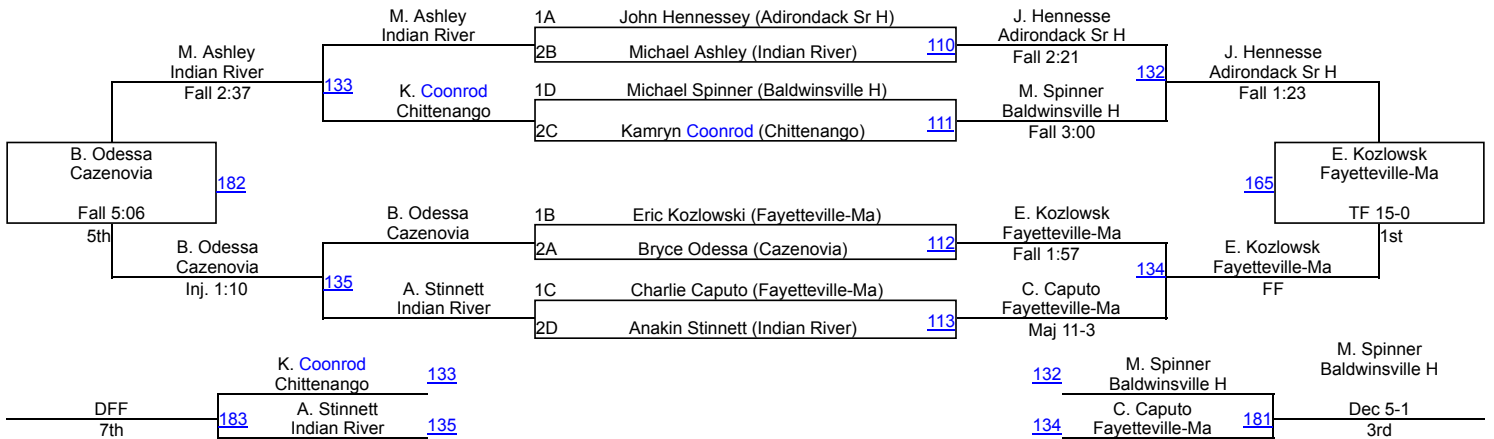 M. Ashley
Indian River
1A John Hennessey (Adirondack Sr H)
2B Michael Ashley (Indian River) 110
J. Hennesse
Adirondack Sr H
Fall 2:21
M. Ashley
Indian River
Fall 2:37
133
132
J. Hennesse
Adirondack Sr H
Fall 1:23
K. Coonrod
Chittenango
1D Michael Spinner (Baldwinsville H)
2C Kamryn Coonrod (Chittenango) 111
M. Spinner
Baldwinsville H
Fall 3:00
B. Odessa
Cazenovia
Fall 5:06
182
5th
165
E. Kozlowsk
Fayetteville-Ma
TF 15-0
1st
B. Odessa
Cazenovia
1B Eric Kozlowski (Fayetteville-Ma)
2A Bryce Odessa (Cazenovia) 112
E. Kozlowsk
Fayetteville-Ma
Fall 1:57
B. Odessa
Cazenovia
Inj. 1:10
135
134
E. Kozlowsk
Fayetteville-Ma
FF
A. Stinnett
Indian River
1C Charlie Caputo (Fayetteville-Ma)
2D Anakin Stinnett (Indian River) 113
C. Caputo
Fayetteville-Ma
Maj 11-3
K. Coonrod
Chittenango
133
DFF
7th
183
A. Stinnett
Indian River
135
132
M. Spinner
Baldwinsville H
134
C. Caputo
Fayetteville-Ma
181
M. Spinner
Baldwinsville H
Dec 5-1
3rd